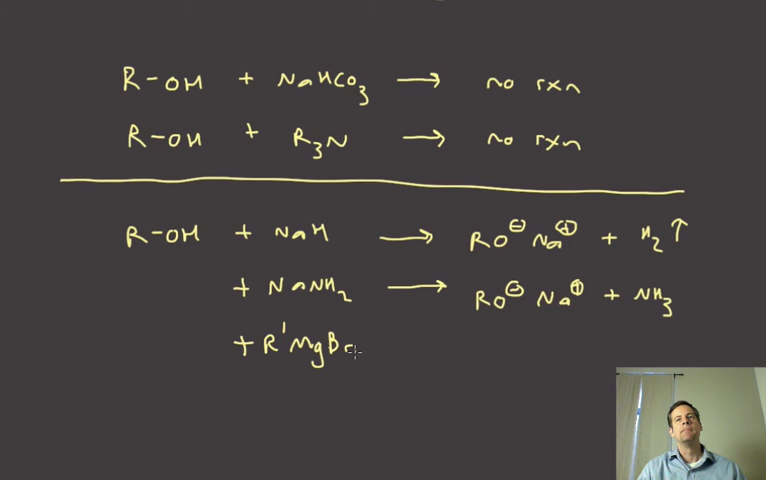 R-OH + NaHCO3 → no rxn
R-OH + R3N → no rxn
R-OH + NaH → RO⊖ Na⊕ + H2↑
+ NaNH2 → RO⊖ Na⊕ + NH3
+ R'MgBr